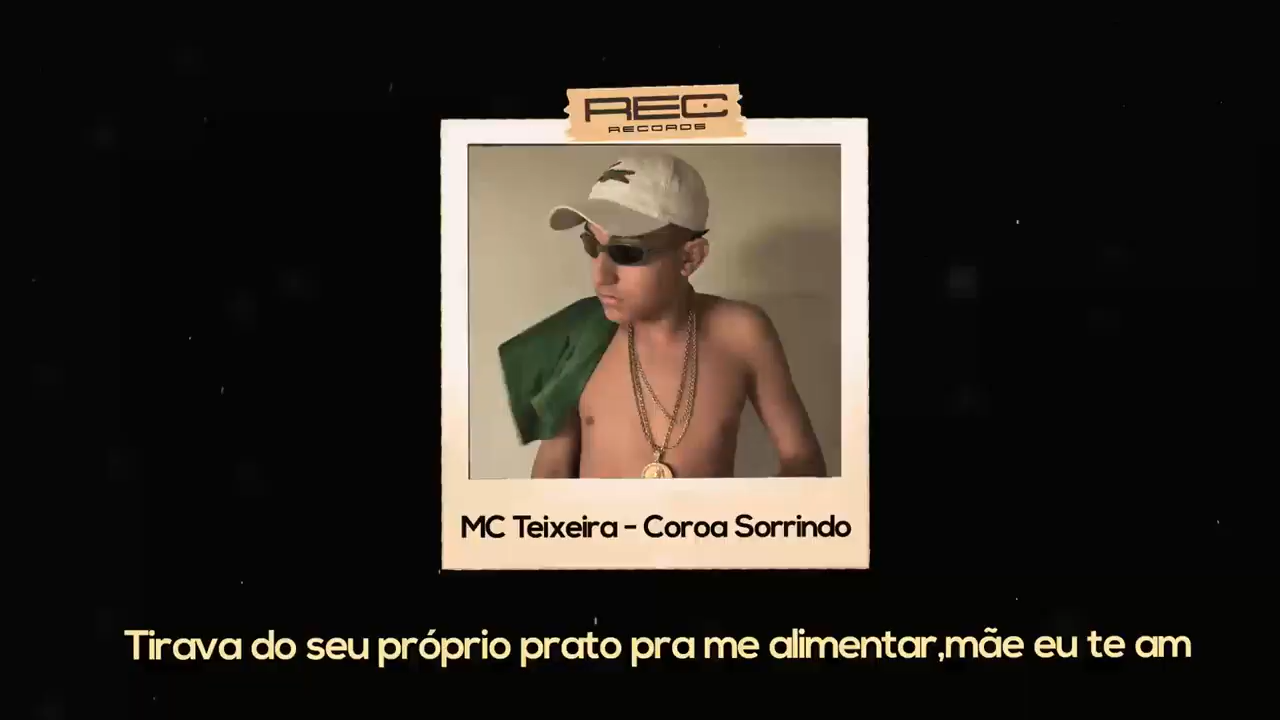 REC
RECORDS
MC Teixeira - Coroa Sorrindo
Tirava do seu próprio prato pra me alimentar,mãe eu te am